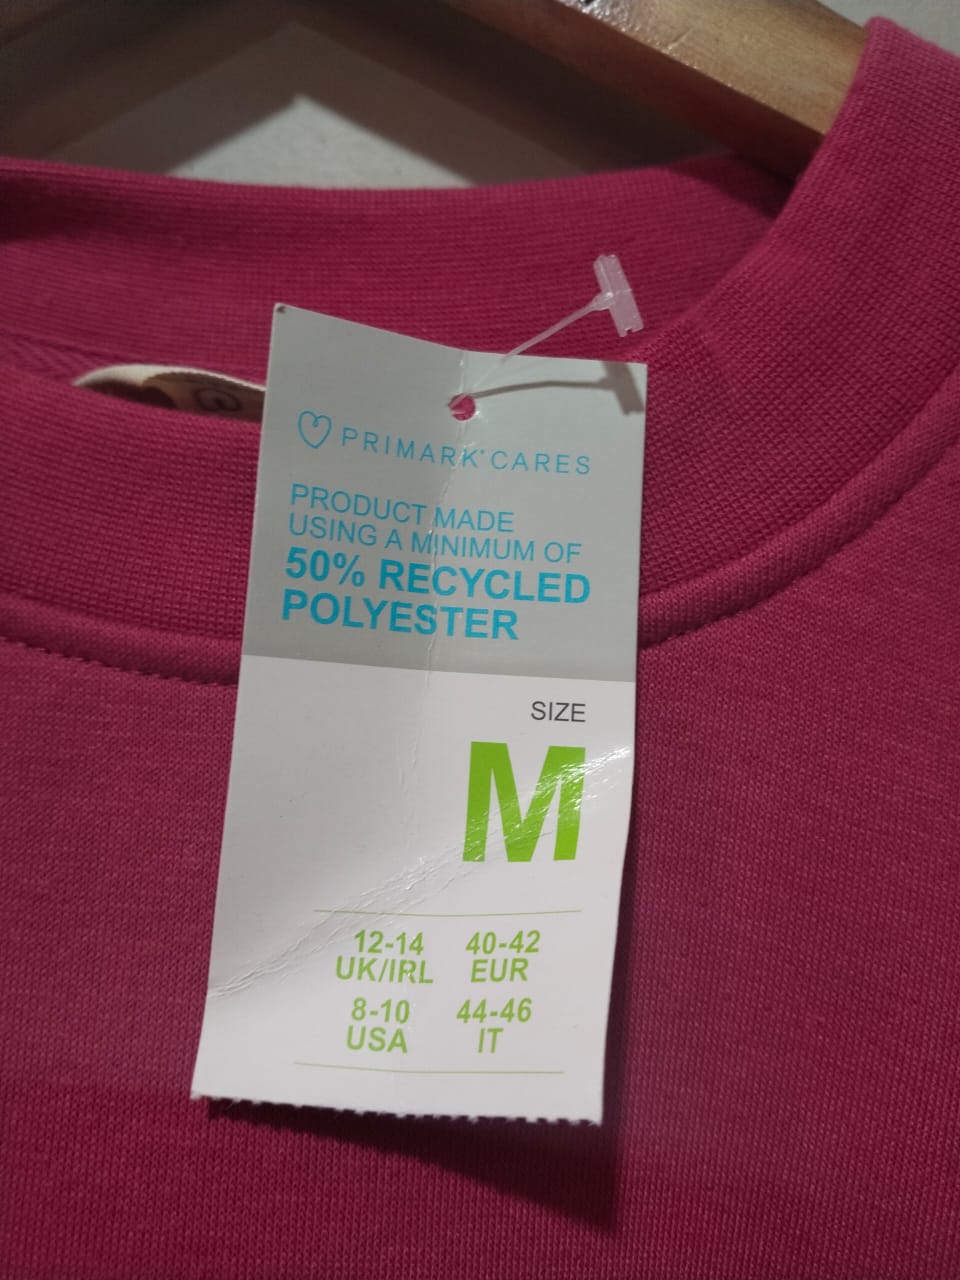 PRIMARK® CARES
PRODUCT MADE
USING A MINIMUM OF
50% RECYCLED
POLYESTER
SIZE
M
12-14 40-42
UK/IRL EUR
8-10 44-46
USA IT